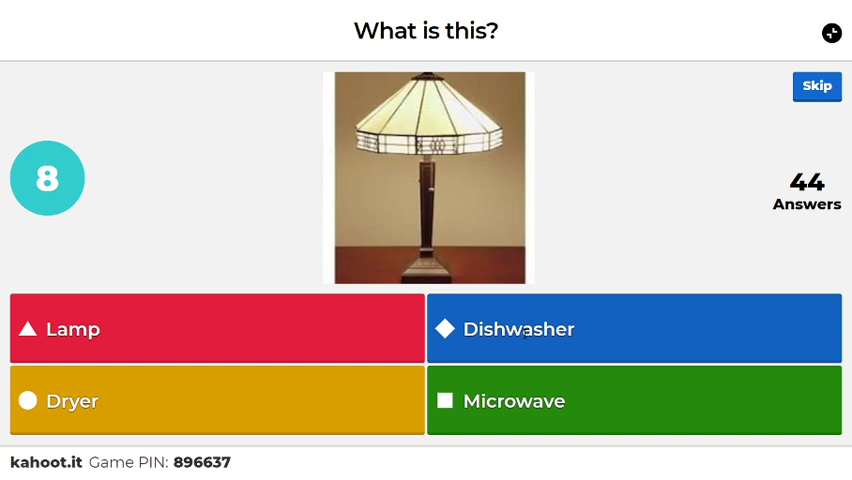 What is this?
Skip
8
44
Answers
Lamp
Dishwasher
Dryer
Microwave
kahoot.it Game PIN: 896637